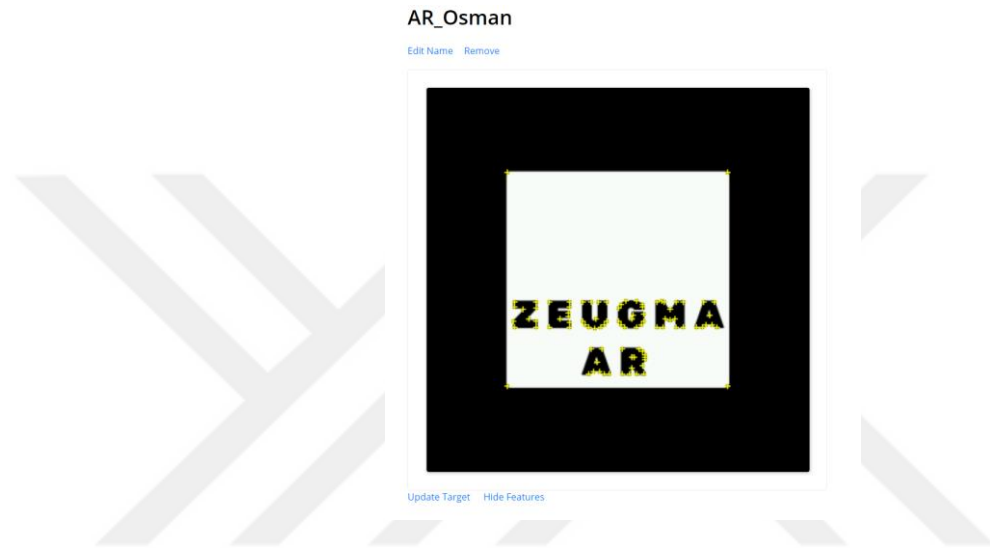 AR_Osman
Edit Name Remove
ZEUGMA
AR
Update Target Hide Features